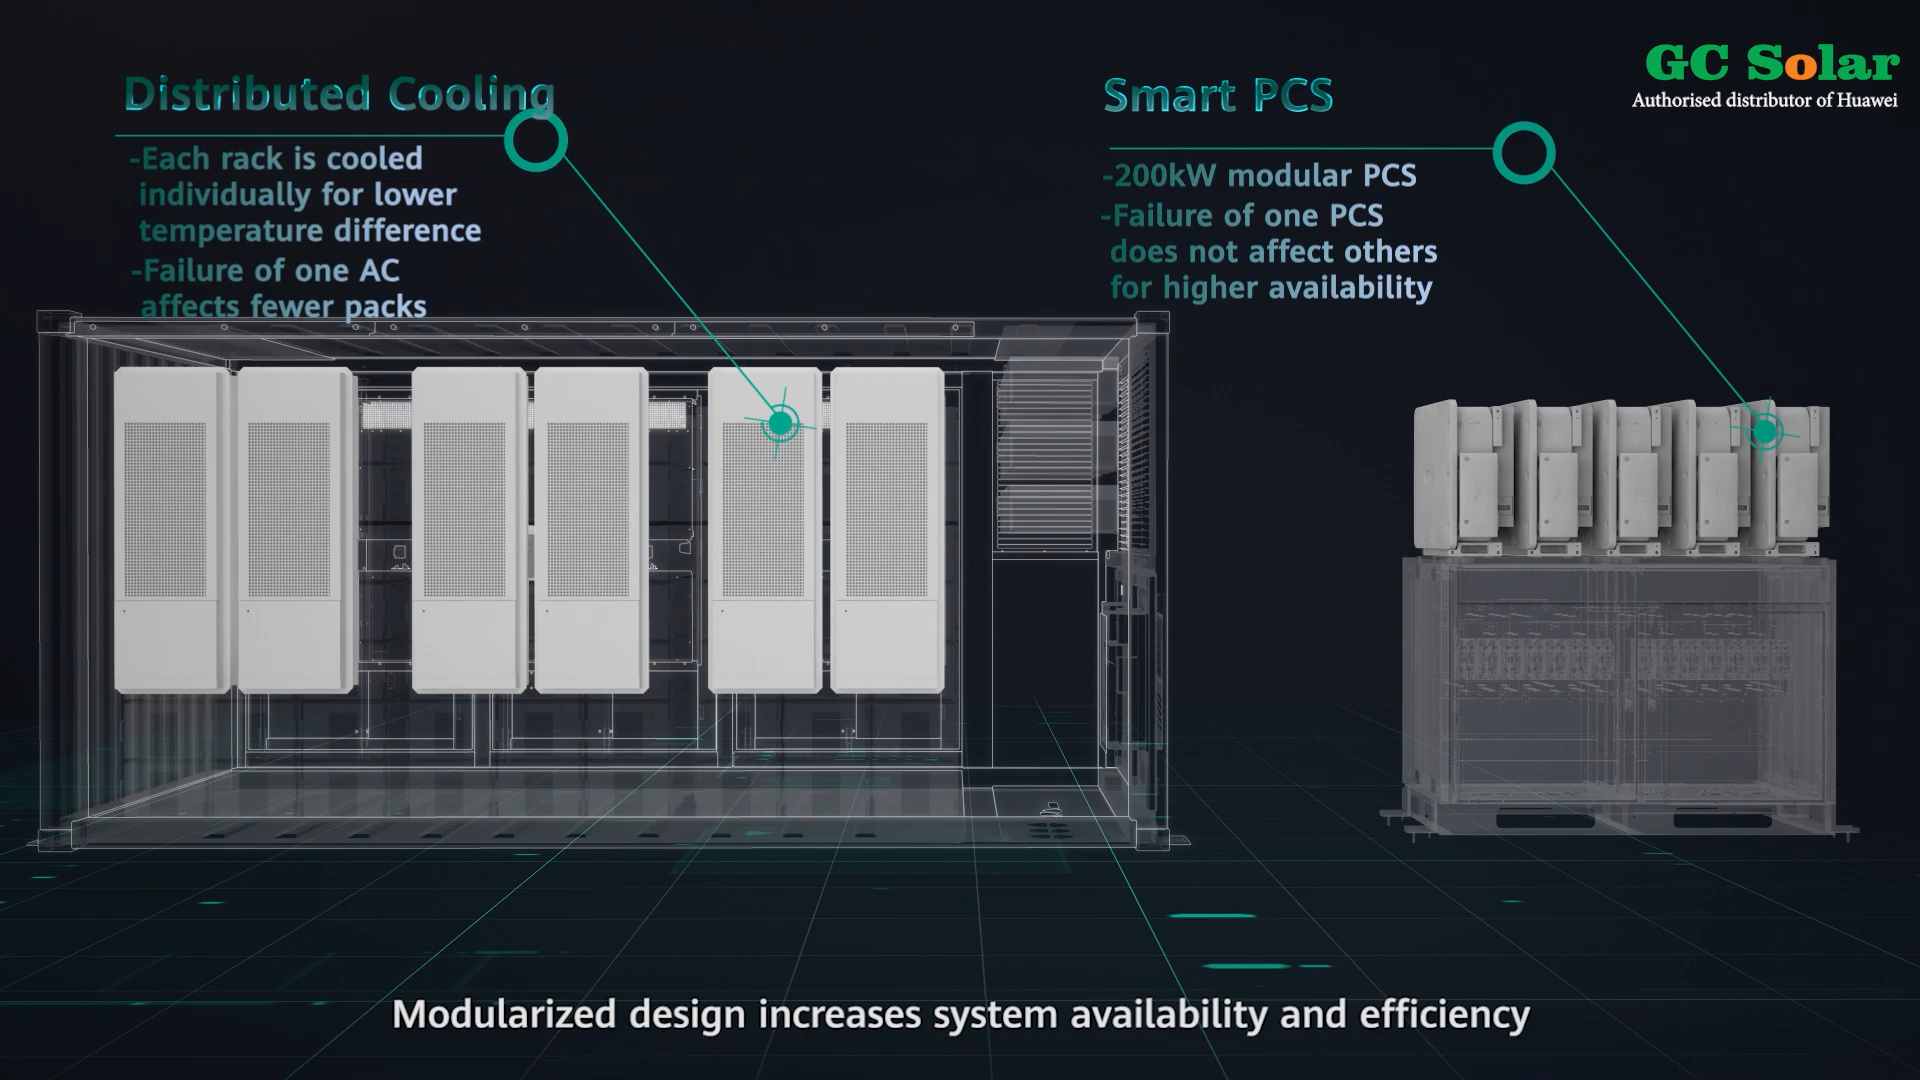 GC Solar
Authorised distributor of Huawei
Distributed Cooling
-Each rack is cooled
individually for lower
temperature difference
-Failure of one AC
affects fewer packs
Smart PCS
-200kW modular PCS
-Failure of one PCS
does not affect others
for higher availability
Modularized design increases system availability and efficiency